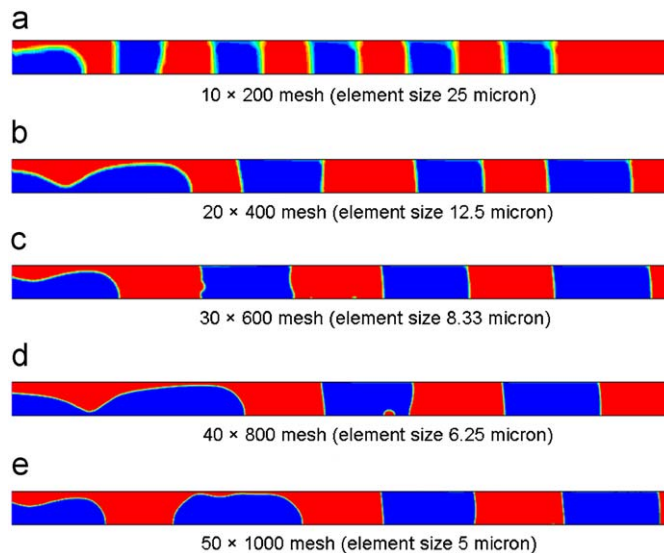 a
10 × 200 mesh (element size 25 micron)
b
20 × 400 mesh (element size 12.5 micron)
c
30 × 600 mesh (element size 8.33 micron)
d
40 × 800 mesh (element size 6.25 micron)
e
50 × 1000 mesh (element size 5 micron)